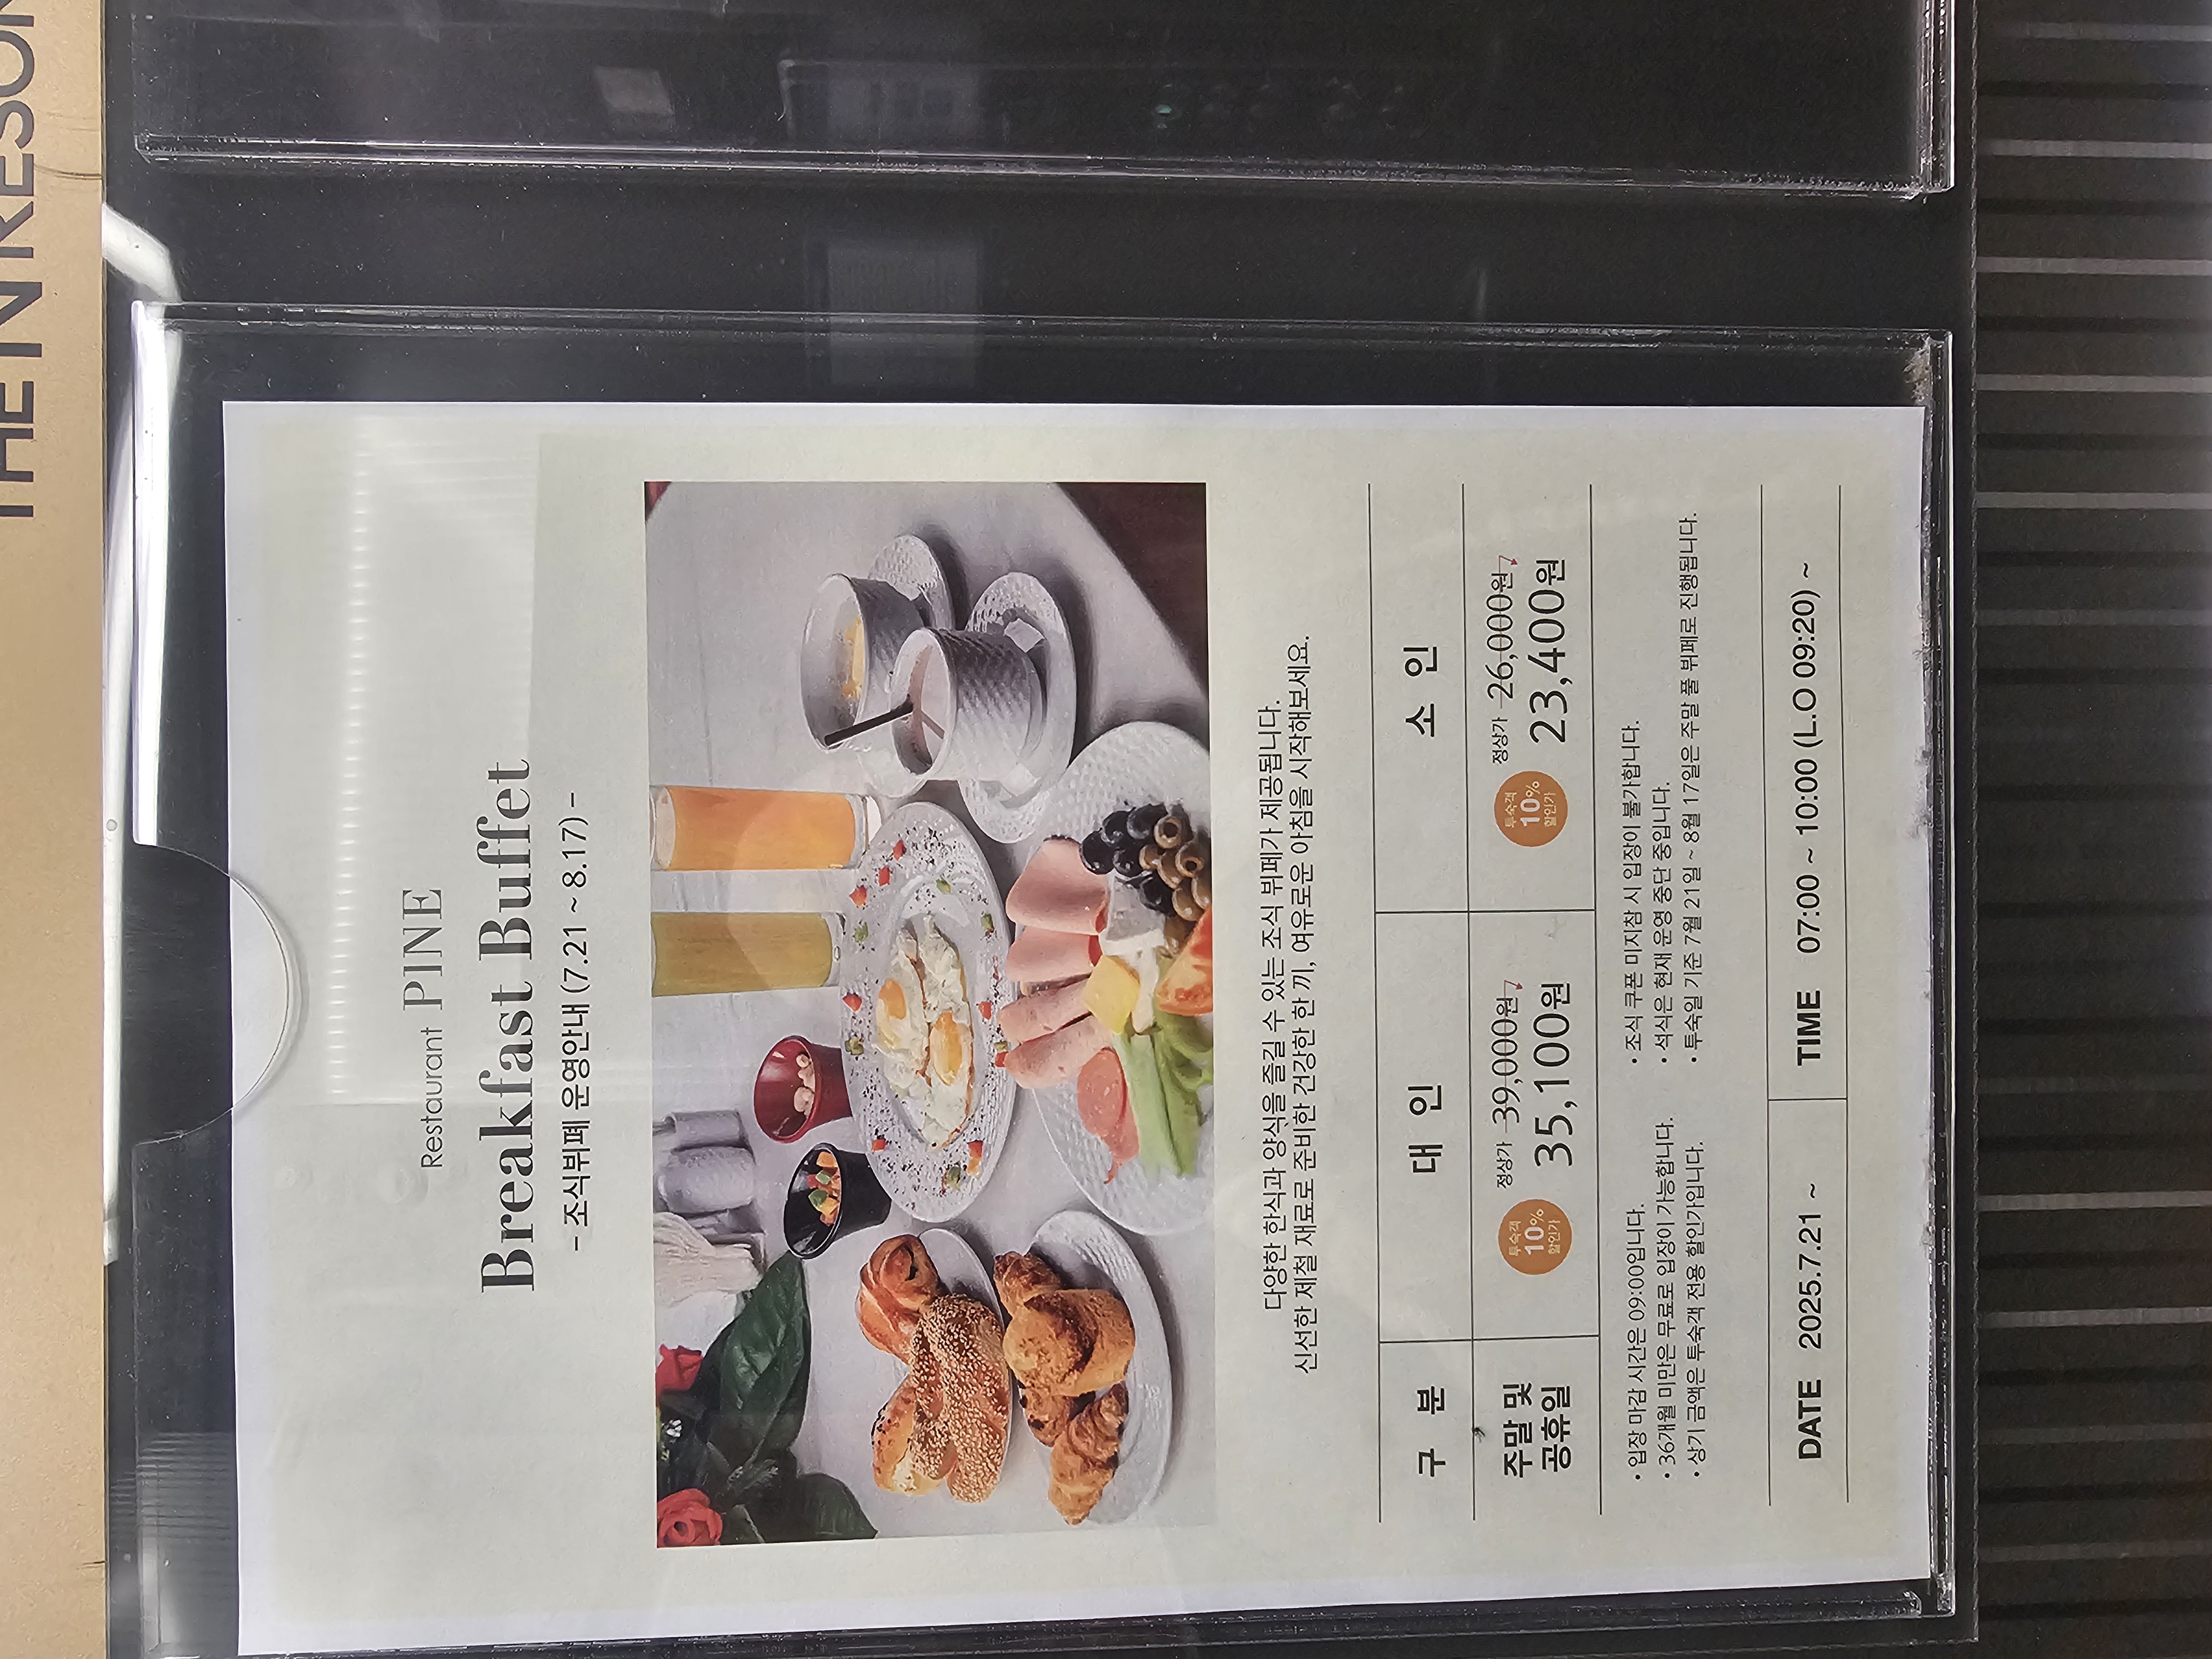 Restaurant PINE
Breakfast Buffet
- 조식뷔페 운영안내 (7.21 ~ 8.17) -
다양한 한식과 양식을 즐길 수 있는 조식 뷔페가 제공됩니다.
신선한 제철 재료로 준비한 건강한 한 끼, 여유로운 아침을 시작해보세요.
구 분 대 인 소 인
주말 및 공휴일
투숙객 10% 할인가 정상가 39,000원 35,100원
투숙객 10% 할인가 정상가 26,000원 23,400원
• 입장 마감 시간은 09:00입니다.
• 36개월 미만은 무료로 입장이 가능합니다.
• 상기 금액은 투숙객 전용 할인가입니다.
• 조식 쿠폰 미지참 시 입장이 불가합니다.
• 석식은 현재 운영 중단 중입니다.
• 투숙일 기준 7월 21일 ~ 8월 17일은 주말 풀 뷔페로 진행됩니다.
DATE 2025.7.21 ~ TIME 07:00 ~ 10:00 (L.O 09:20) ~